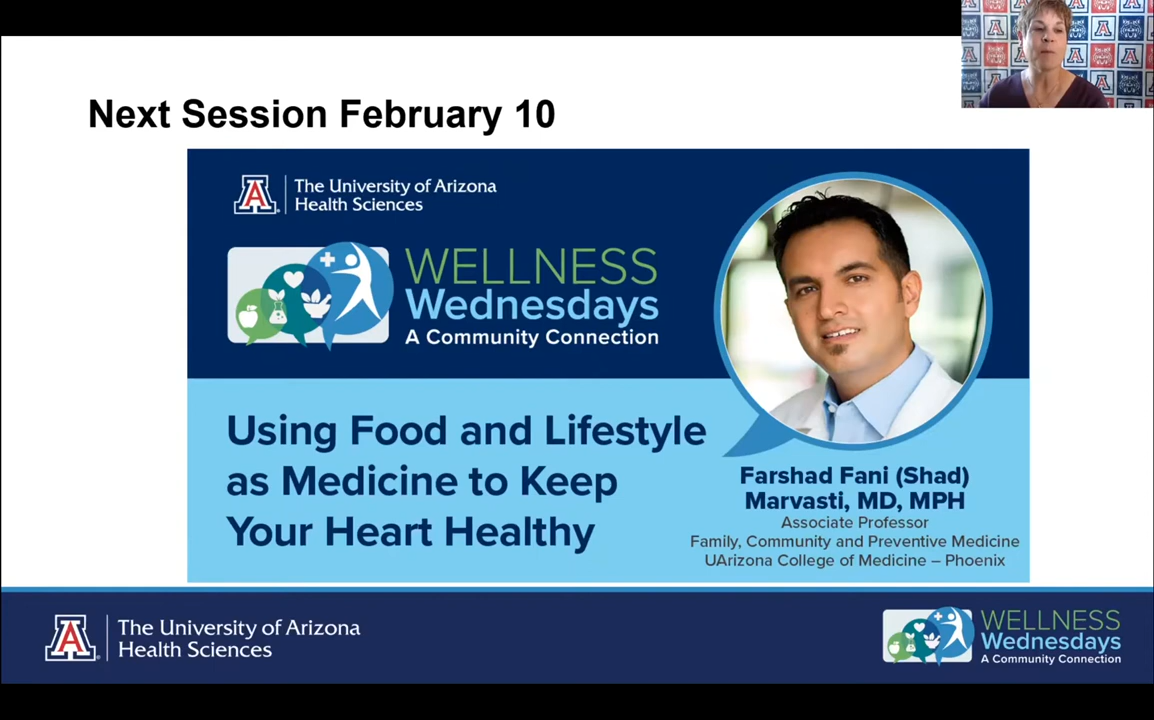 Next Session February 10
A
The University of Arizona
Health Sciences
WELLNESS
Wednesdays
A Community Connection
Using Food and Lifestyle
as Medicine to Keep
Your Heart Healthy
Farshad Fani (Shad)
Marvasti, MD, MPH
Associate Professor
Family, Community and Preventive Medicine
UArizona College of Medicine – Phoenix
A
The University of Arizona
Health Sciences
WELLNESS
Wednesdays
A Community Connection